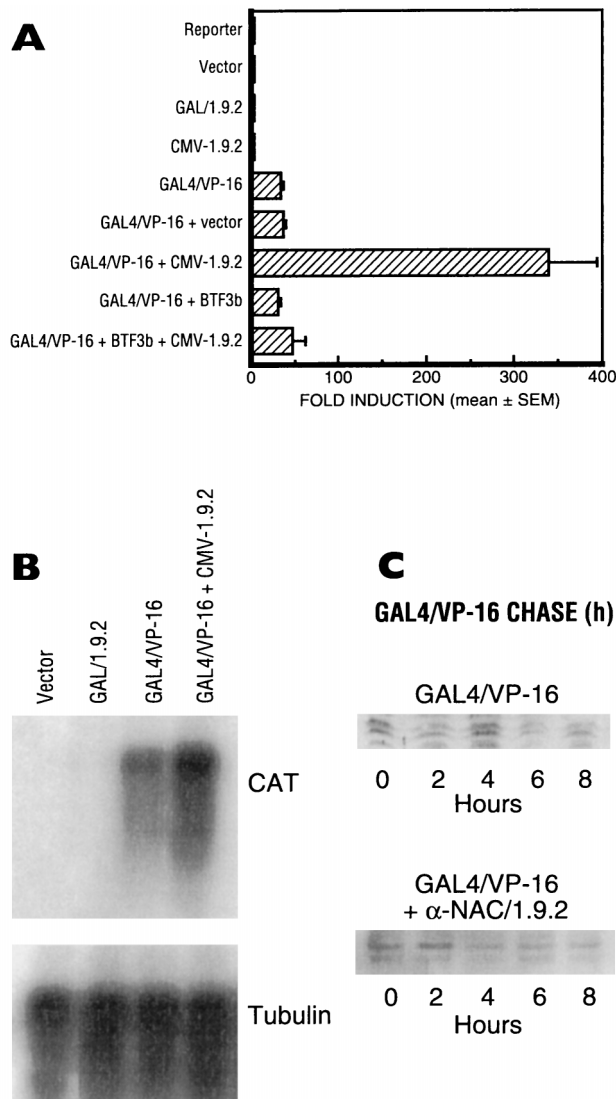 A
Reporter
Vector
GAL/1.9.2
CMV-1.9.2
GAL4/VP-16
GAL4/VP-16 + vector
GAL4/VP-16 + CMV-1.9.2
GAL4/VP-16 + BTF3b
GAL4/VP-16 + BTF3b + CMV-1.9.2
0 100 200 300 400
FOLD INDUCTION (mean ± SEM)
B
Vector
GAL/1.9.2
GAL4/VP-16
GAL4/VP-16 + CMV-1.9.2
CAT
Tubulin
C
GAL4/VP-16 CHASE (h)
GAL4/VP-16
0 2 4 6 8
Hours
GAL4/VP-16
+ α-NAC/1.9.2
0 2 4 6 8
Hours